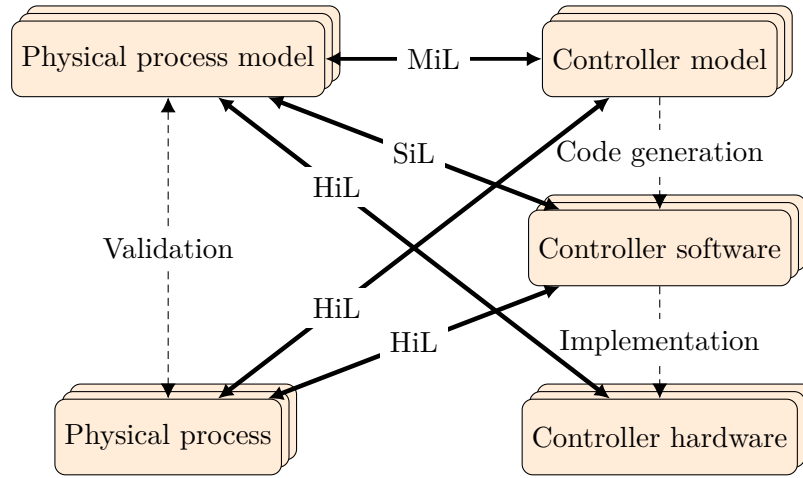 Physical process model
MiL
Controller model
SiL
Code generation
HiL
Validation
Controller software
HiL
HiL
Implementation
Physical process
Controller hardware